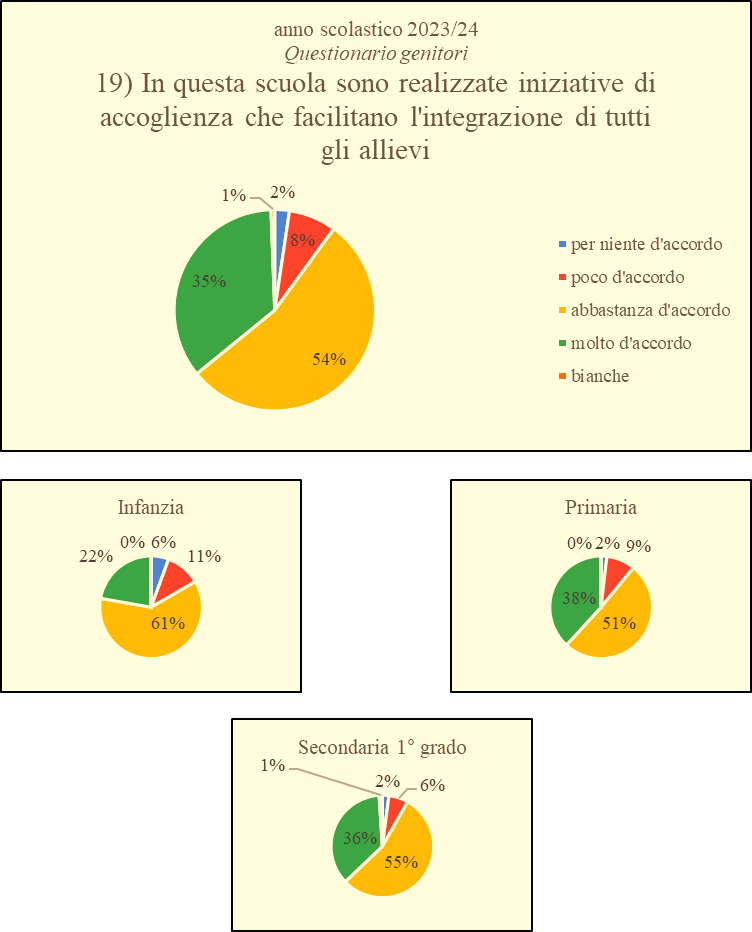 anno scolastico 2023/24
Questionario genitori
19) In questa scuola sono realizzate iniziative di
accoglienza che facilitano l'integrazione di tutti
gli allievi
1%
2%
8%
35%
54%
per niente d'accordo
poco d'accordo
abbastanza d'accordo
molto d'accordo
bianche
Infanzia
0%
6%
22%
11%
61%
Primaria
0%
2%
9%
38%
51%
Secondaria 1° grado
1%
2%
6%
36%
55%